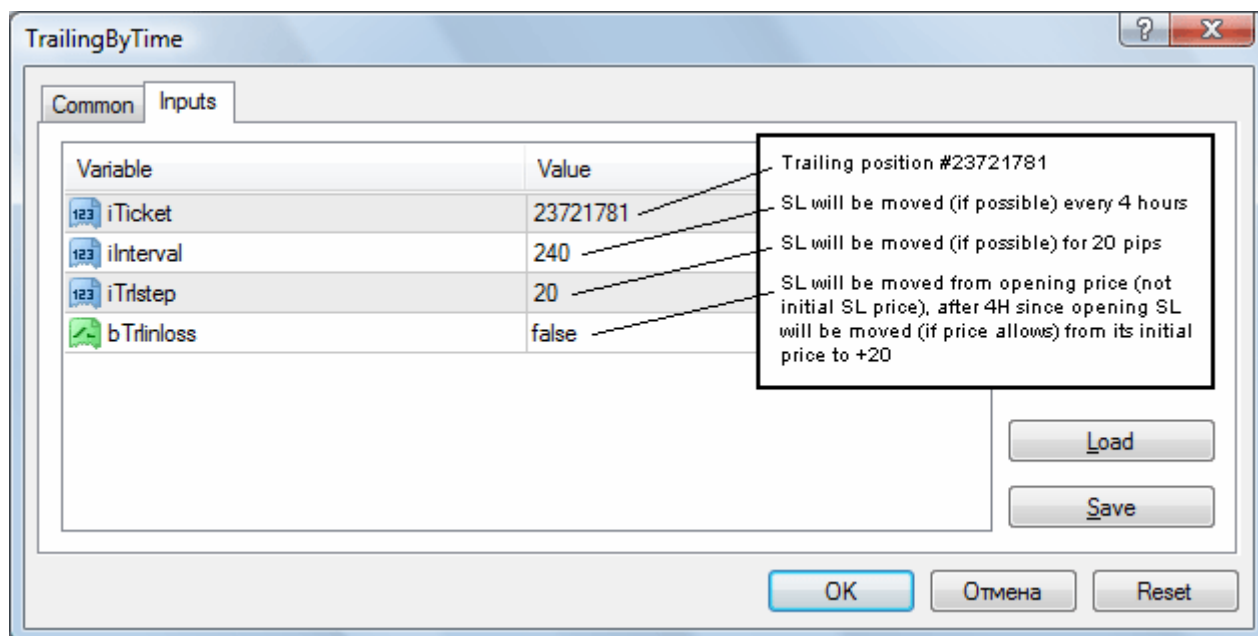 TrailingByTime
?
X
Common Inputs
Variable Value
123 iTicket 23721781
123 iInterval 240
123 iTrlstep 20
bTrlinloss false
Trailing position #23721781
SL will be moved (if possible) every 4 hours
SL will be moved (if possible) for 20 pips
SL will be moved from opening price (not
initial SL price), after 4H since opening SL
will be moved (if price allows) from its initial
price to +20
Load
Save
OK Отмена Reset